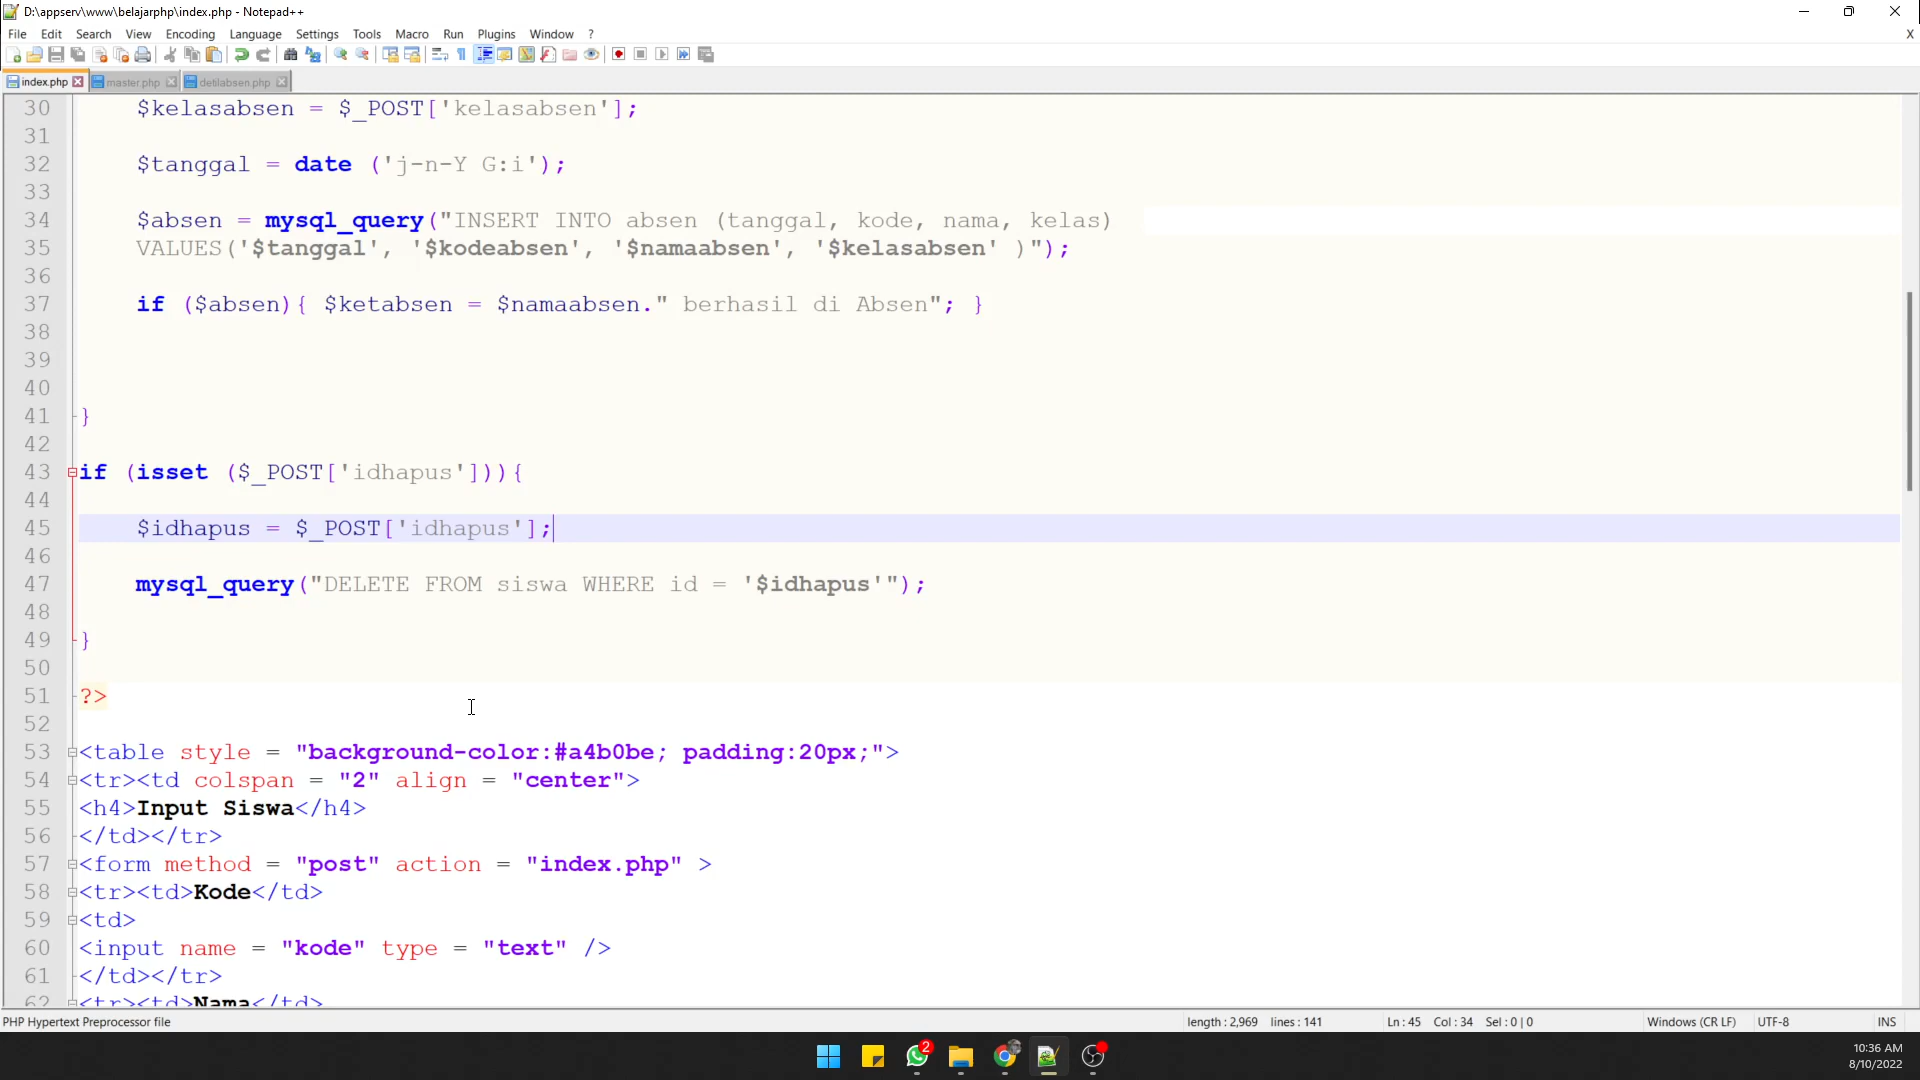 D:\appserv\www\belajarphp\index.php - Notepad++
File Edit Search View Encoding Language Settings Tools Macro Run Plugins Window ? X
index.php master.php detilabsen.php
30 $kelasabsen = $_POST['kelasabsen'];
31
32 $tanggal = date ('j-n-Y G:i');
33
34 $absen = mysql_query("INSERT INTO absen (tanggal, kode, nama, kelas)
35 VALUES('$tanggal', '$kodeabsen', '$namaabsen', '$kelasabsen' )");
36
37 if ($absen){ $ketabsen = $namaabsen." berhasil di Absen"; }
38
39
40
41 }
42
43 if (isset ($_POST['idhapus'])){
44
45 $idhapus = $_POST['idhapus'];
46
47 mysql_query("DELETE FROM siswa WHERE id = '$idhapus'");
48
49 }
50
51 ?>
52
53 <table style = "background-color:#a4b0be; padding:20px;">
54 <tr><td colspan = "2" align = "center">
55 <h4>Input Siswa</h4>
56 </td></tr>
57 <form method = "post" action = "index.php" >
58 <tr><td>Kode</td>
59 <td>
60 <input name = "kode" type = "text" />
61 </td></tr>
62 <tr><td>Nama</td>
PHP Hypertext Preprocessor file length : 2,969 lines : 141 Ln : 45 Col : 34 Sel : 0 | 0 Windows (CR LF) UTF-8 INS
2
10:36 AM
8/10/2022